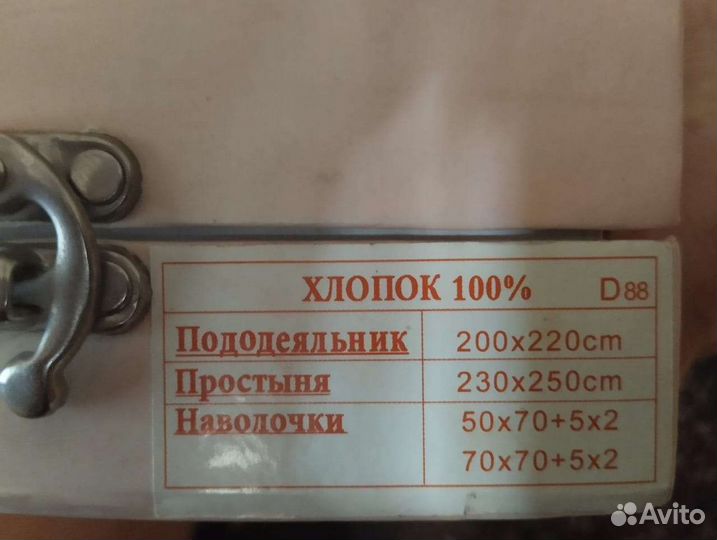 ХЛОПОК 100% D88
Пододеяльник 200x220cm
Простыня 230x250cm
Наволочки 50x70+5x2
70x70+5x2
Avito